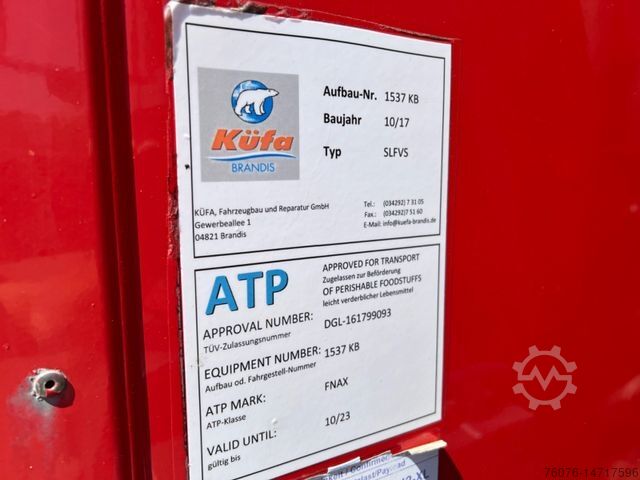 Küfa
BRANDIS
Aufbau-Nr. 1537 KB
Baujahr 10/17
Typ SLFVS
KÜFA, Fahrzeugbau und Reparatur GmbH
Gewerbeallee 1
04821 Brandis
Tel.: (034292) 7 31 05
Fax.: (034292)7 51 60
E-Mail: info@kuefa-brandis.de
ATP
APPROVED FOR TRANSPORT
Zugelassen zur Beförderung
OF PERISHABLE FOODSTUFFS
leicht verderblicher Lebensmittel
APPROVAL NUMBER: DGL-161799093
TÜV-Zulassungsnummer
EQUIPMENT NUMBER: 1537 KB
Aufbau od. Fahrgestell-Nummer
ATP MARK: FNAX
ATP-Klasse
VALID UNTIL: 10/23
gültig bis
76076-14717596